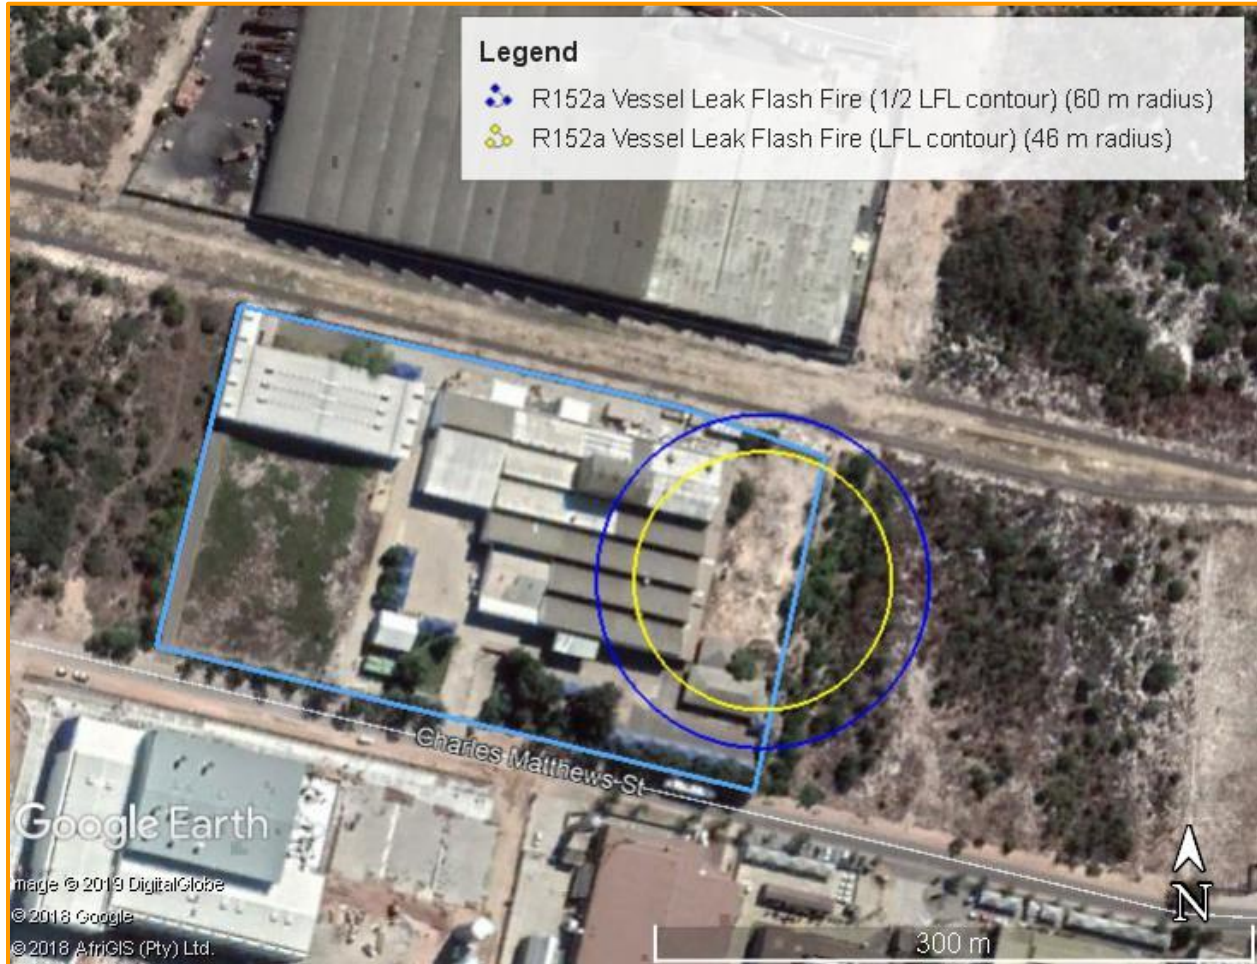 Legend
R152a Vessel Leak Flash Fire (1/2 LFL contour) (60 m radius)
R152a Vessel Leak Flash Fire (LFL contour) (46 m radius)
Charles Matthews St
Google Earth
mage © 2019 DigitalGlobe
© 2018 Google
© 2018 AfriGIS (Pty) Ltd.
N
300 m